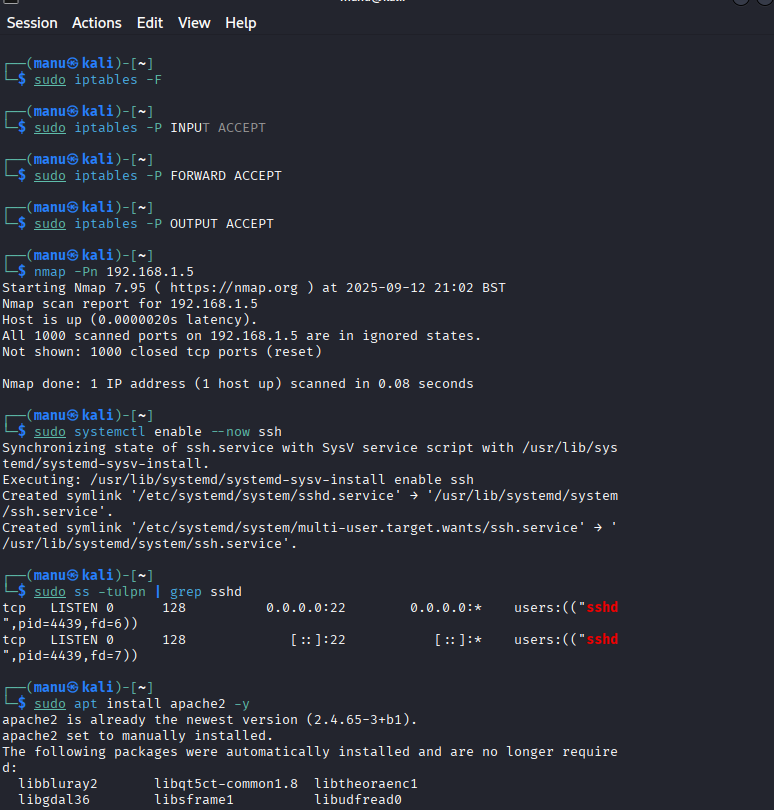 Session Actions Edit View Help
┌──(manu㉿kali)-[~]
└─$ sudo iptables -F
┌──(manu㉿kali)-[~]
└─$ sudo iptables -P INPUT ACCEPT
┌──(manu㉿kali)-[~]
└─$ sudo iptables -P FORWARD ACCEPT
┌──(manu㉿kali)-[~]
└─$ sudo iptables -P OUTPUT ACCEPT
┌──(manu㉿kali)-[~]
└─$ nmap -Pn 192.168.1.5
Starting Nmap 7.95 ( https://nmap.org ) at 2025-09-12 21:02 BST
Nmap scan report for 192.168.1.5
Host is up (0.0000020s latency).
All 1000 scanned ports on 192.168.1.5 are in ignored states.
Not shown: 1000 closed tcp ports (reset)
Nmap done: 1 IP address (1 host up) scanned in 0.08 seconds
┌──(manu㉿kali)-[~]
└─$ sudo systemctl enable --now ssh
Synchronizing state of ssh.service with SysV service script with /usr/lib/sys
temd/systemd-sysv-install.
Executing: /usr/lib/systemd/systemd-sysv-install enable ssh
Created symlink '/etc/systemd/system/sshd.service' → '/usr/lib/systemd/system
/ssh.service'.
Created symlink '/etc/systemd/system/multi-user.target.wants/ssh.service' → '
/usr/lib/systemd/system/ssh.service'.
┌──(manu㉿kali)-[~]
└─$ sudo ss -tulpn | grep sshd
tcp LISTEN 0 128 0.0.0.0:22 0.0.0.0:* users:(("sshd
",pid=4439,fd=6))
tcp LISTEN 0 128 [::]:22 [::]:* users:(("sshd
",pid=4439,fd=7))
┌──(manu㉿kali)-[~]
└─$ sudo apt install apache2 -y
apache2 is already the newest version (2.4.65-3+b1).
apache2 set to manually installed.
The following packages were automatically installed and are no longer require
d:
libbluray2 libqt5ct-common1.8 libtheoraenc1
libgdal36 libsframe1 libudfread0